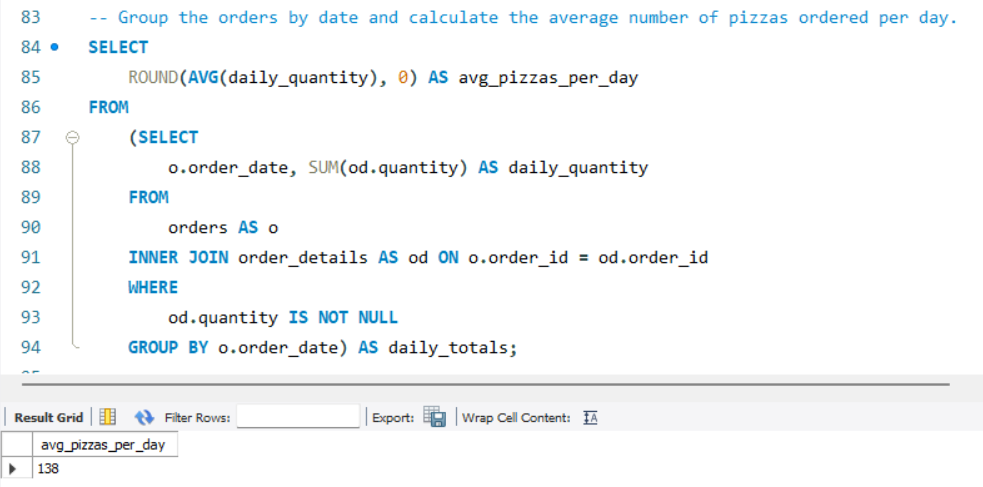 83 -- Group the orders by date and calculate the average number of pizzas ordered per day.
84 SELECT
85 ROUND(AVG(daily_quantity), 0) AS avg_pizzas_per_day
86 FROM
87 (SELECT
88 o.order_date, SUM(od.quantity) AS daily_quantity
89 FROM
90 orders AS o
91 INNER JOIN order_details AS od ON o.order_id = od.order_id
92 WHERE
93 od.quantity IS NOT NULL
94 GROUP BY o.order_date) AS daily_totals;
Result Grid Filter Rows: Export: Wrap Cell Content: IA
avg_pizzas_per_day
138